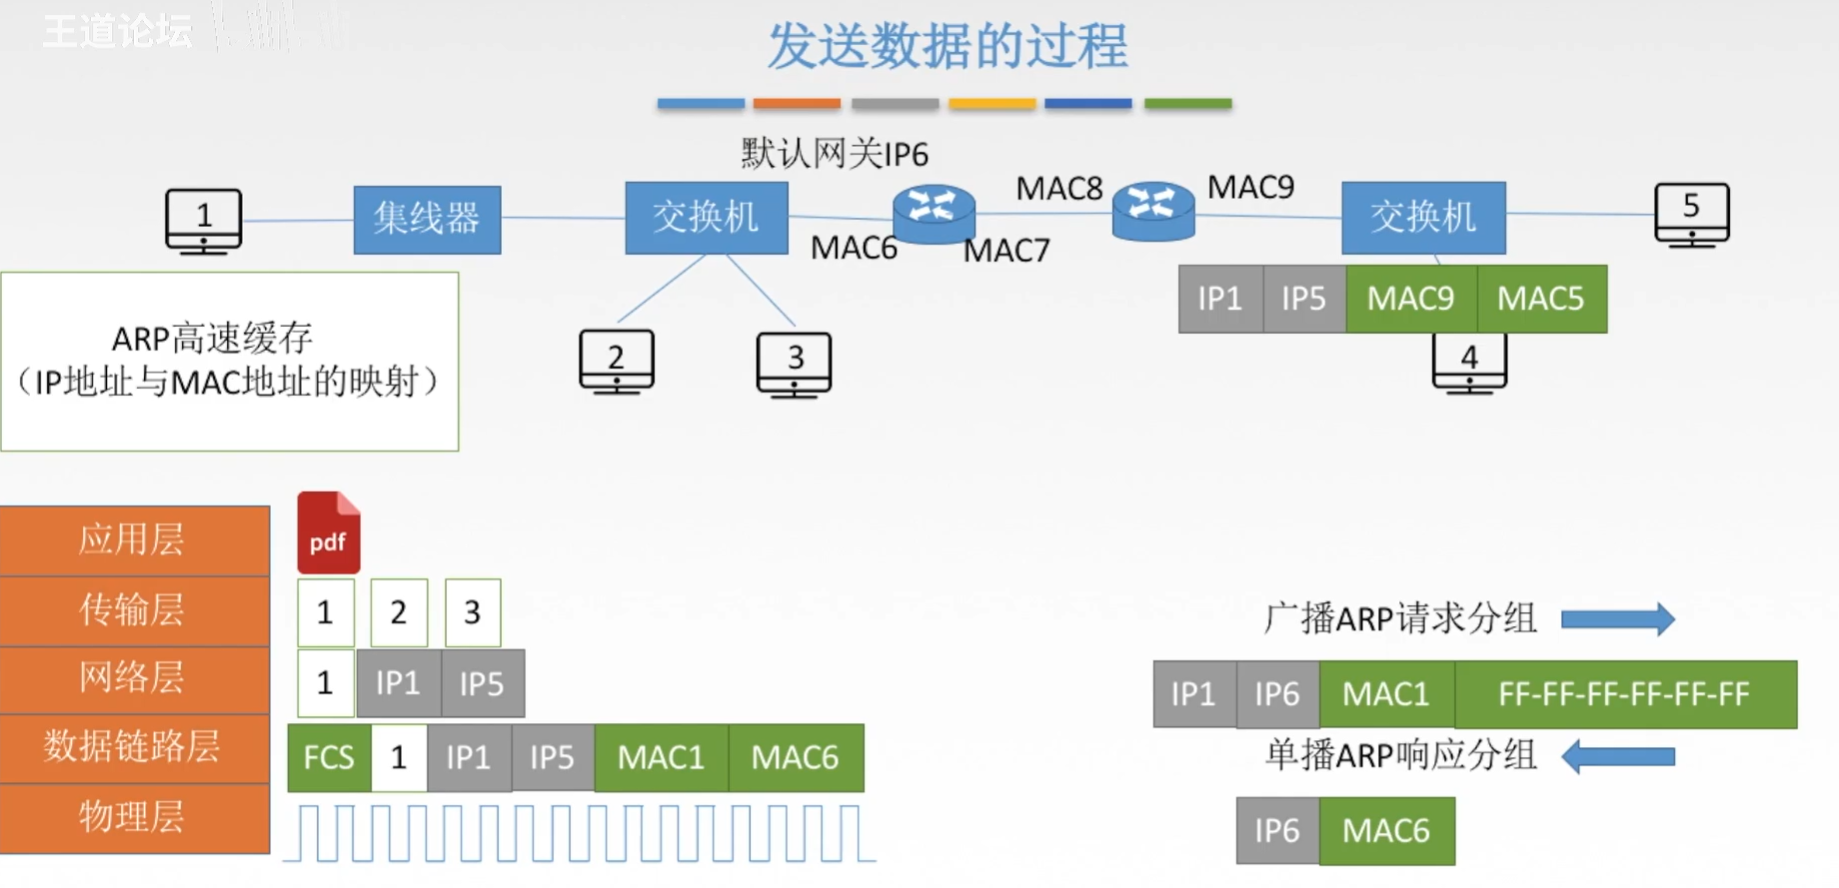 王道论坛
发送数据的过程
默认网关IP6
MAC8
MAC9
1
集线器
交换机
交换机
5
MAC6
MAC7
IP1 IP5 MAC9 MAC5
ARP高速缓存
（IP地址与MAC地址的映射）
2
3
4
应用层
pdf
传输层
1 2 3
网络层
1 IP1 IP5
数据链路层
FCS 1 IP1 IP5 MAC1 MAC6
物理层
广播ARP请求分组
IP1 IP6 MAC1 FF-FF-FF-FF-FF-FF
单播ARP响应分组
IP6 MAC6